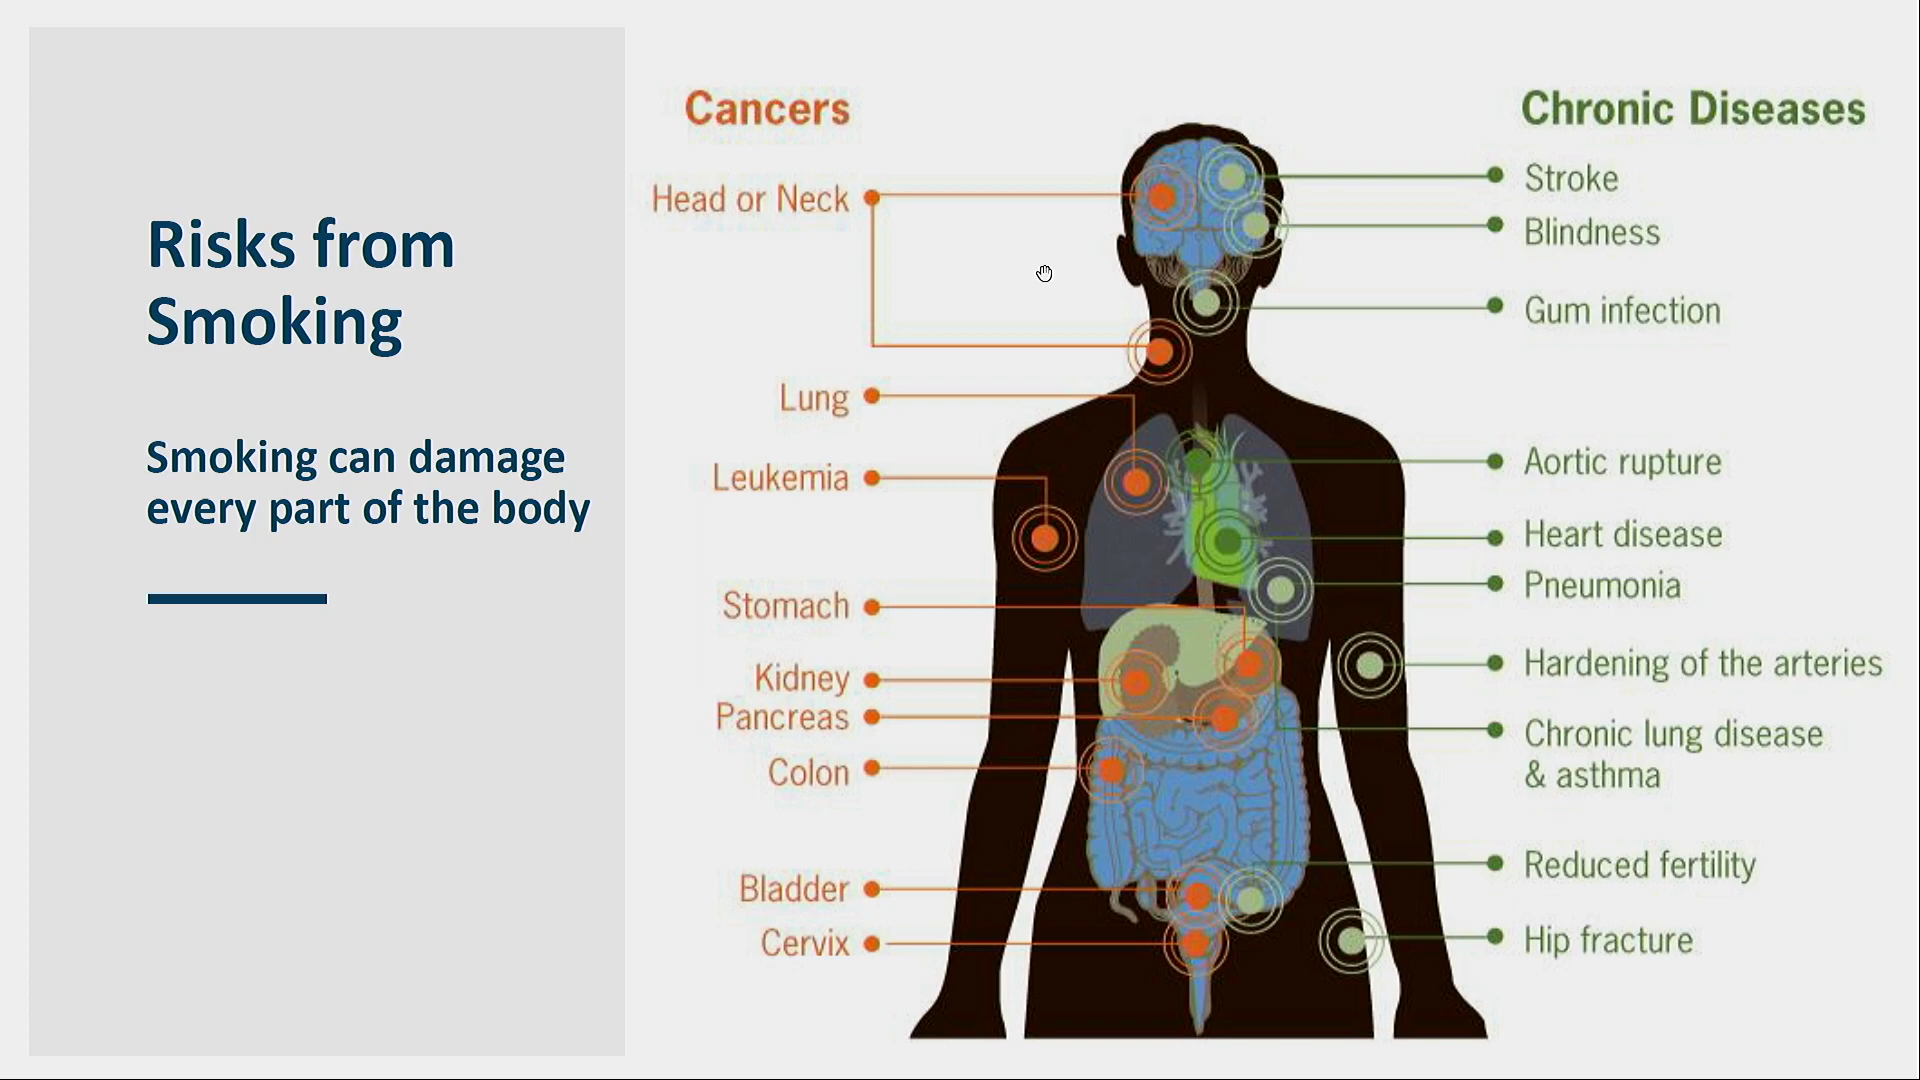 Risks from
Smoking
Smoking can damage
every part of the body
Cancers
Head or Neck
Lung
Leukemia
Stomach
Kidney
Pancreas
Colon
Bladder
Cervix
Chronic Diseases
Stroke
Blindness
Gum infection
Aortic rupture
Heart disease
Pneumonia
Hardening of the arteries
Chronic lung disease
& asthma
Reduced fertility
Hip fracture